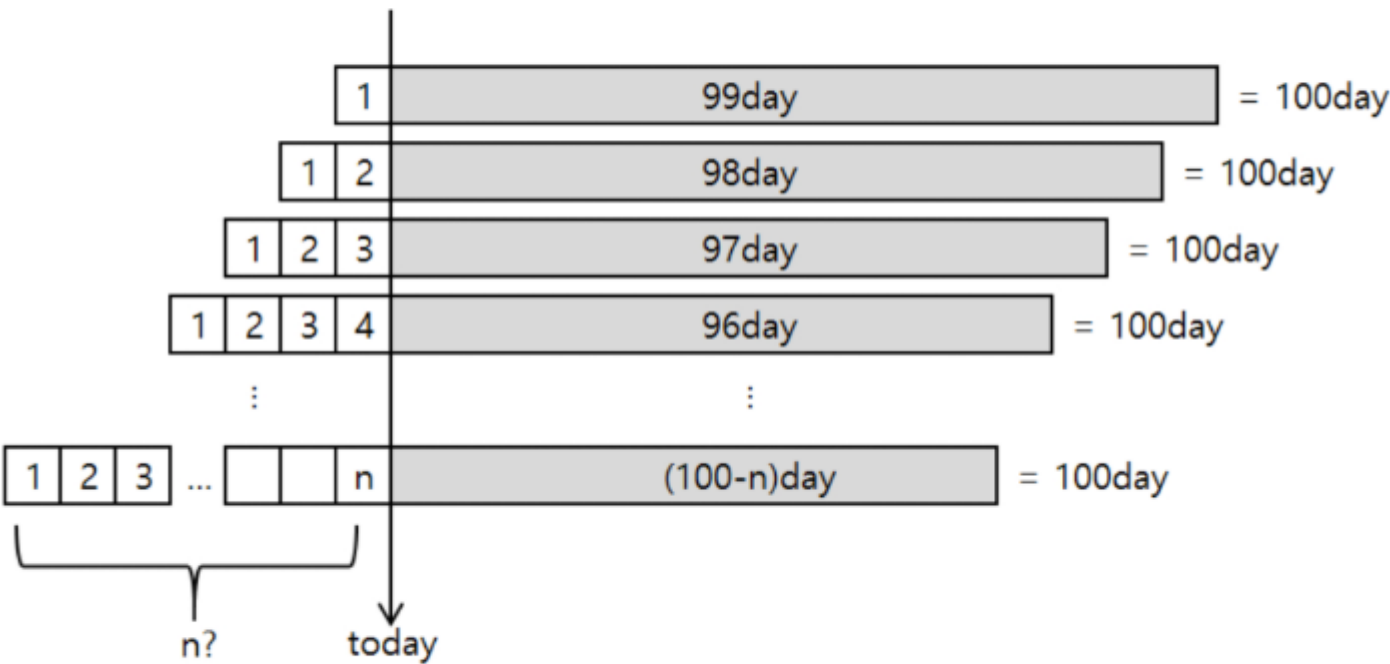 1 99day = 100day
1 2 98day = 100day
1 2 3 97day = 100day
1 2 3 4 96day = 100day
⋮ ⋮
1 2 3 ... n (100-n)day = 100day
n? today